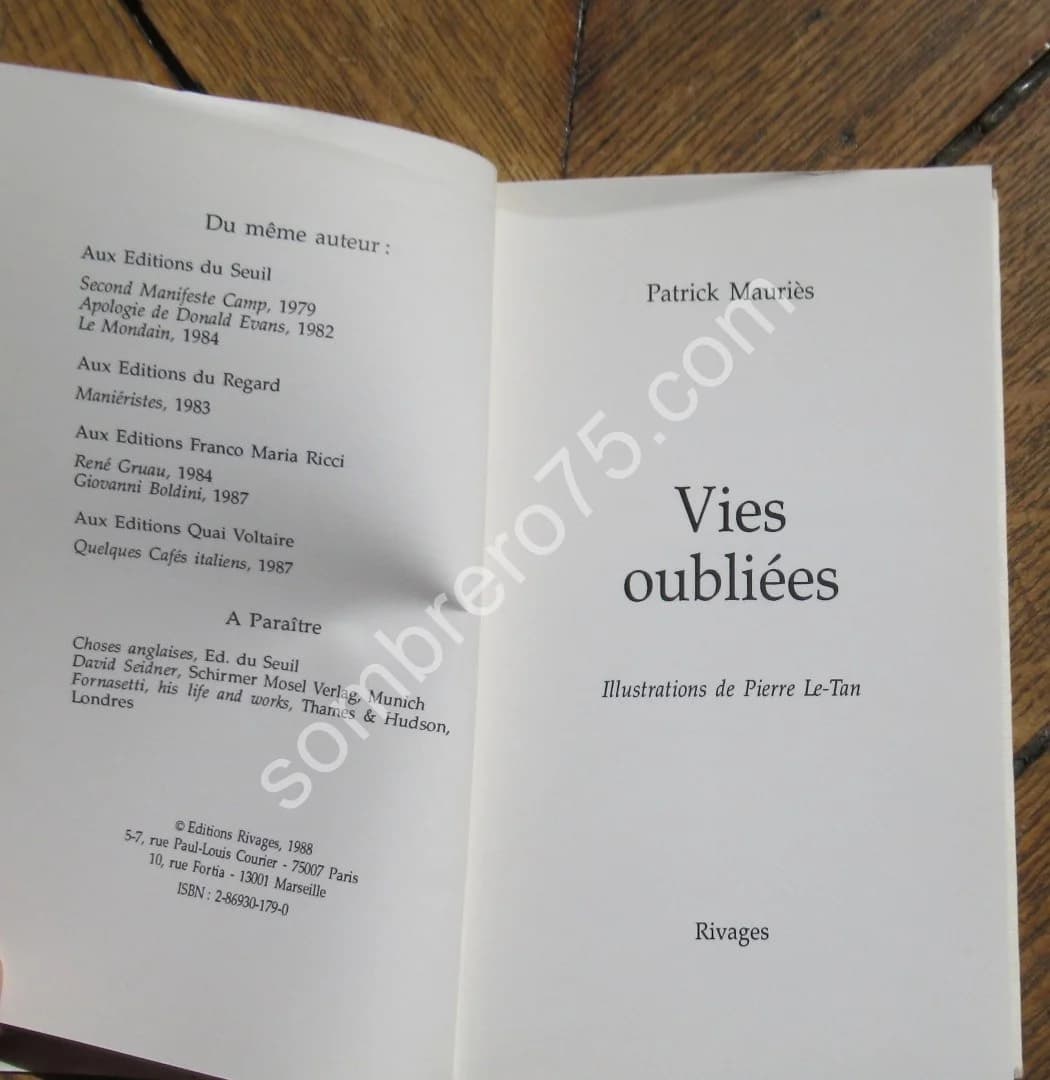 Du même auteur :
Aux Editions du Seuil
Second Manifeste Camp, 1979
Apologie de Donald Evans, 1982
Le Mondain, 1984
Aux Editions du Regard
Maniéristes, 1983
Aux Editions Franco Maria Ricci
René Gruau, 1984
Giovanni Boldini, 1987
Aux Editions Quai Voltaire
Quelques Cafés italiens, 1987
A Paraître
Choses anglaises, Ed. du Seuil
David Seidner, Schirmer Mosel Verlag, Munich
Fornasetti, his life and works, Thames & Hudson,
Londres
© Editions Rivages, 1988
5-7, rue Paul-Louis Courier - 75007 Paris
10, rue Fortia - 13001 Marseille
ISBN : 2-86930-179-0
Patrick Mauriès
Vies
oubliées
Illustrations de Pierre Le-Tan
Rivages
sombrero75.com